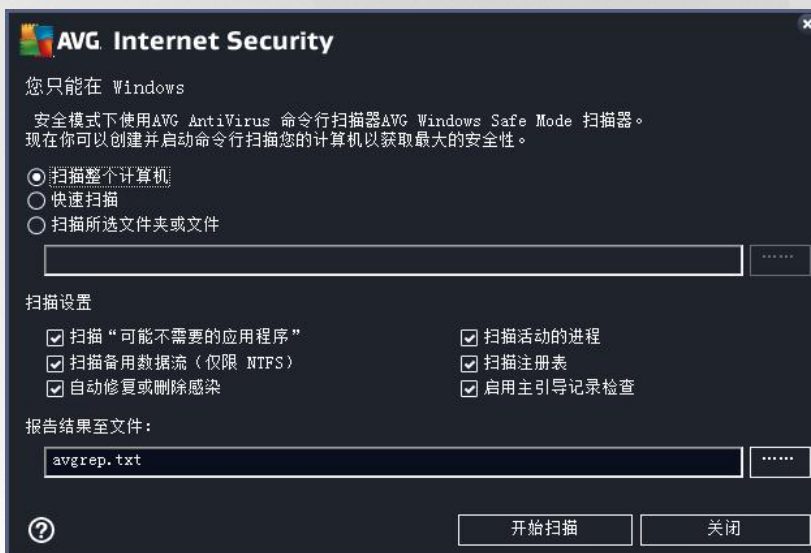 AVG Internet Security
您只能在 Windows
安全模式下使用AVG AntiVirus 命令行扫描器AVG Windows Safe Mode 扫描器。
现在你可以创建并启动命令行扫描您的计算机以获取最大的安全性。
扫描整个计算机
快速扫描
扫描所选文件夹或文件
……
扫描设置
扫描“可能不需要的应用程序” 扫描活动的进程
扫描备用数据流（仅限 NTFS） 扫描注册表
自动修复或删除感染 启用主引导记录检查
报告结果至文件：
avgrep.txt ……
? 开始扫描 关闭